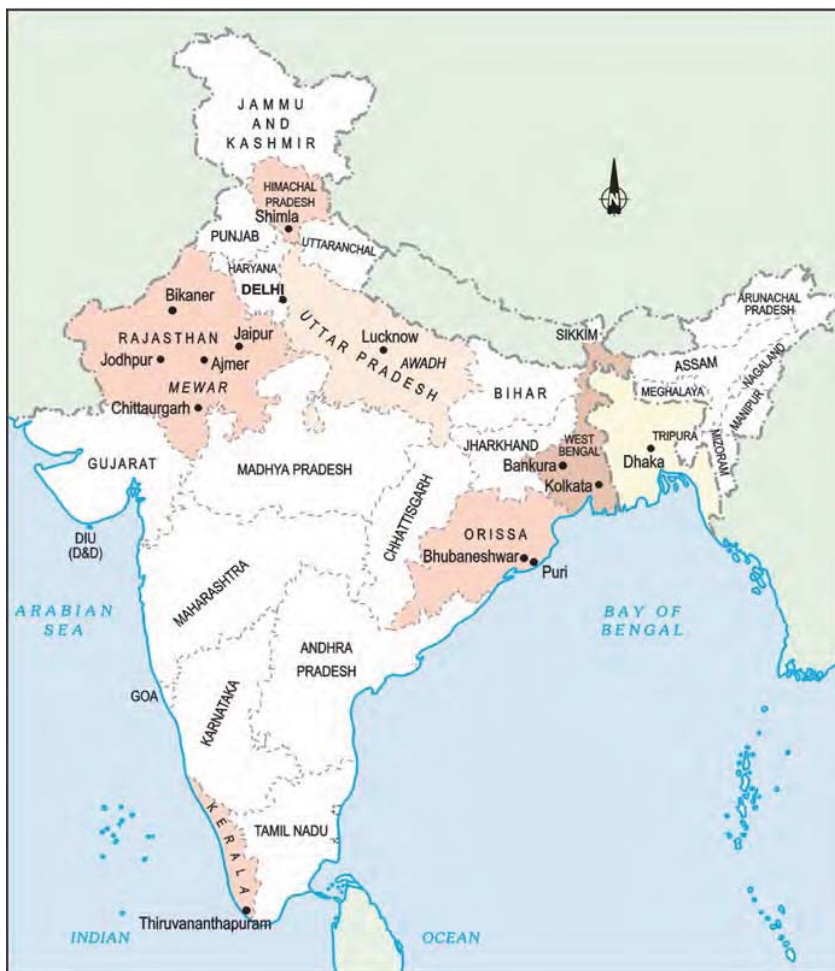 JAMMU
AND
KASHMIR
HIMACHAL
PRADESH
Shimla
PUNJAB
UTTARANCHAL
HARYANA
DELHI
Bikaner
RAJASTHAN
Jaipur
Jodhpur
Ajmer
MEWAR
Chittaurgarh
UTTAR PRADESH
Lucknow
AWADH
SIKKIM
ARUNACHAL
PRADESH
ASSAM
NAGALAND
MEGHALAYA
MANIPUR
BIHAR
TRIPURA
MIZORAM
JHARKHAND
WEST
BENGAL
Dhaka
Bankura
Kolkata
GUJARAT
MADHYA PRADESH
CHHATTISGARH
DIU
(D&D)
ORISSA
Bhubaneshwar
Puri
MAHARASHTRA
ARABIAN
SEA
BAY OF
BENGAL
ANDHRA
PRADESH
GOA
KARNATAKA
KERALA
TAMIL NADU
Thiruvananthapuram
INDIAN
OCEAN
N